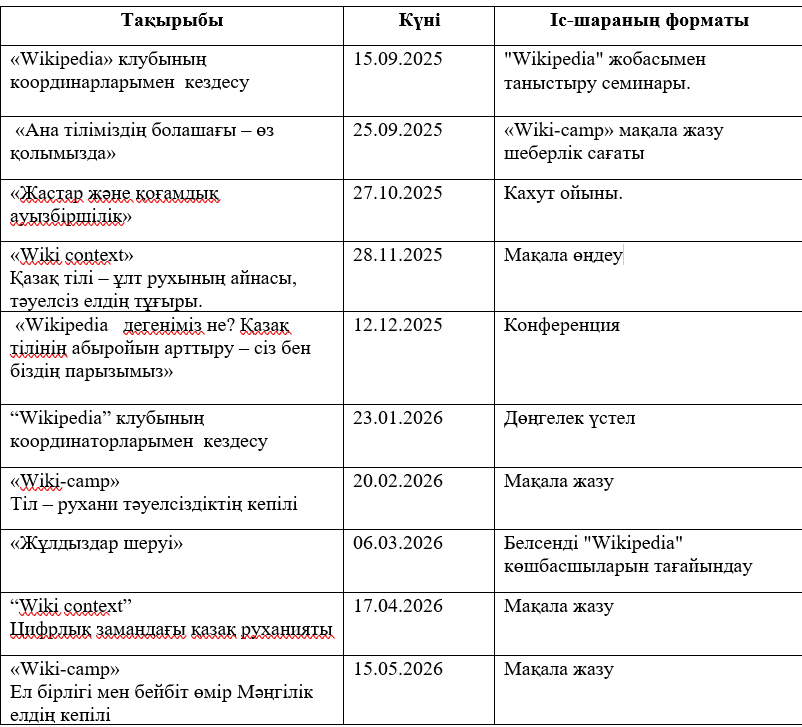 Тақырыбы
Күні
Іс-шараның форматы
«Wikipedia» клубының
координарларымен кездесу
15.09.2025
"Wikipedia" жобасымен
таныстыру семинары.
«Ана тіліміздің болашағы – өз
қолымызда»
25.09.2025
«Wiki-camp» мақала жазу
шеберлік сағаты
«Жастар және қоғамдық
ауызбіршілік»
27.10.2025
Кахут ойыны.
«Wiki context»
Қазақ тілі – ұлт рухының айнасы,
тәуелсіз елдің тұғыры.
28.11.2025
Мақала өңдеу
«Wikipedia дегеніміз не? Қазақ
тілінің абыройын арттыру – сіз бен
біздің парызымыз»
12.12.2025
Конференция
“Wikipedia” клубының
координаторларымен кездесу
23.01.2026
Дөңгелек үстел
«Wiki-camp»
Тіл – рухани тәуелсіздіктің кепілі
20.02.2026
Мақала жазу
«Жұлдыздар шеруі»
06.03.2026
Белсенді "Wikipedia"
көшбасшыларын тағайындау
“Wiki context”
Цифрлық замандағы қазақ руханияты
17.04.2026
Мақала жазу
«Wiki-camp»
Ел бірлігі мен бейбіт өмір Мәңгілік
елдің кепілі
15.05.2026
Мақала жазу